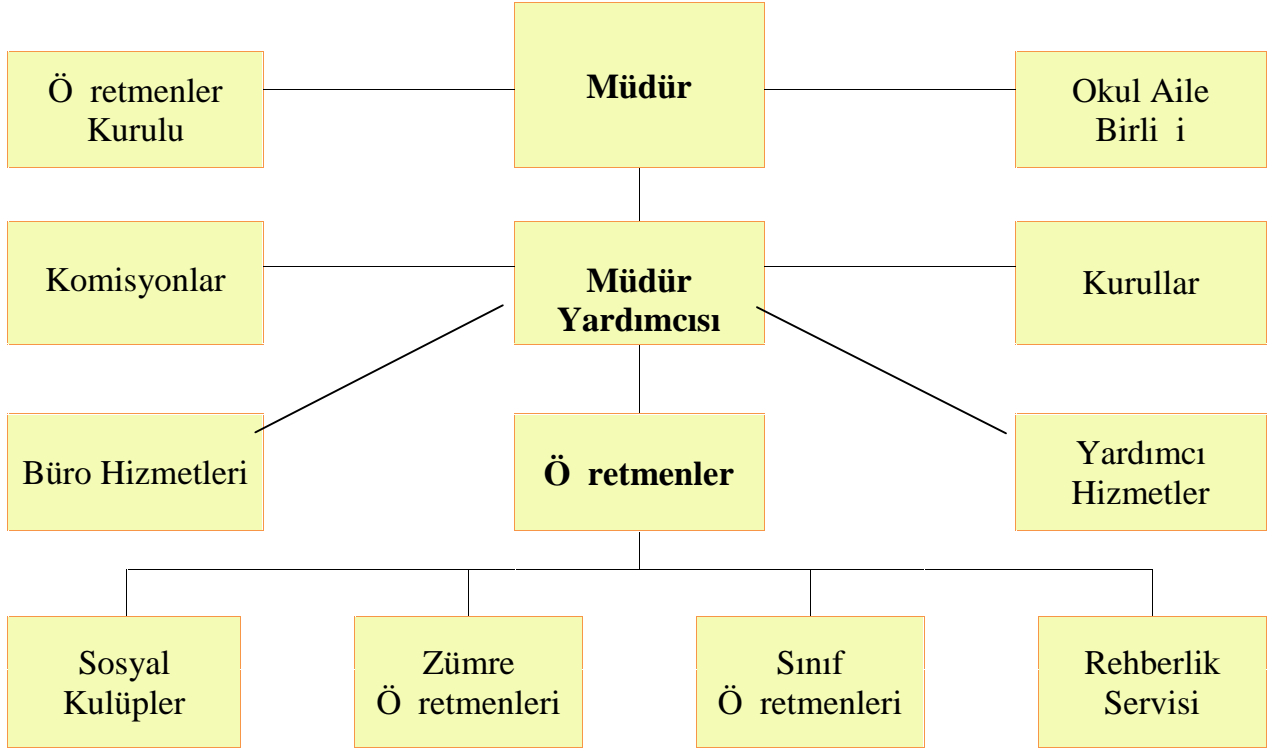 Ö retmenler
Kurulu
Müdür
Okul Aile
Birli i
Komisyonlar
Müdür
Yardımcısı
Kurullar
Büro Hizmetleri
Ö retmenler
Yardımcı
Hizmetler
Sosyal
Kulüpler
Zümre
Ö retmenleri
Sınıf
Ö retmenleri
Rehberlik
Servisi